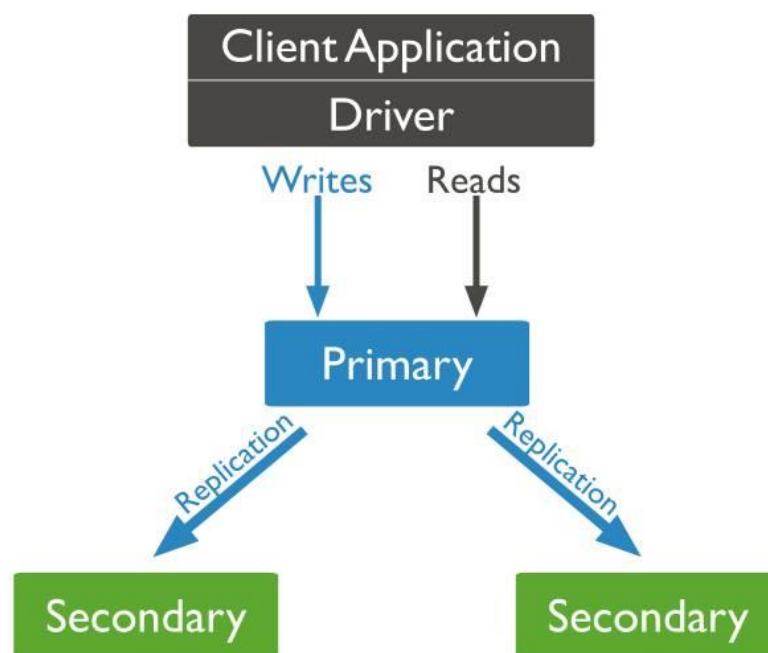 Client Application
Driver
Writes
Reads
Primary
Replication
Replication
Secondary
Secondary